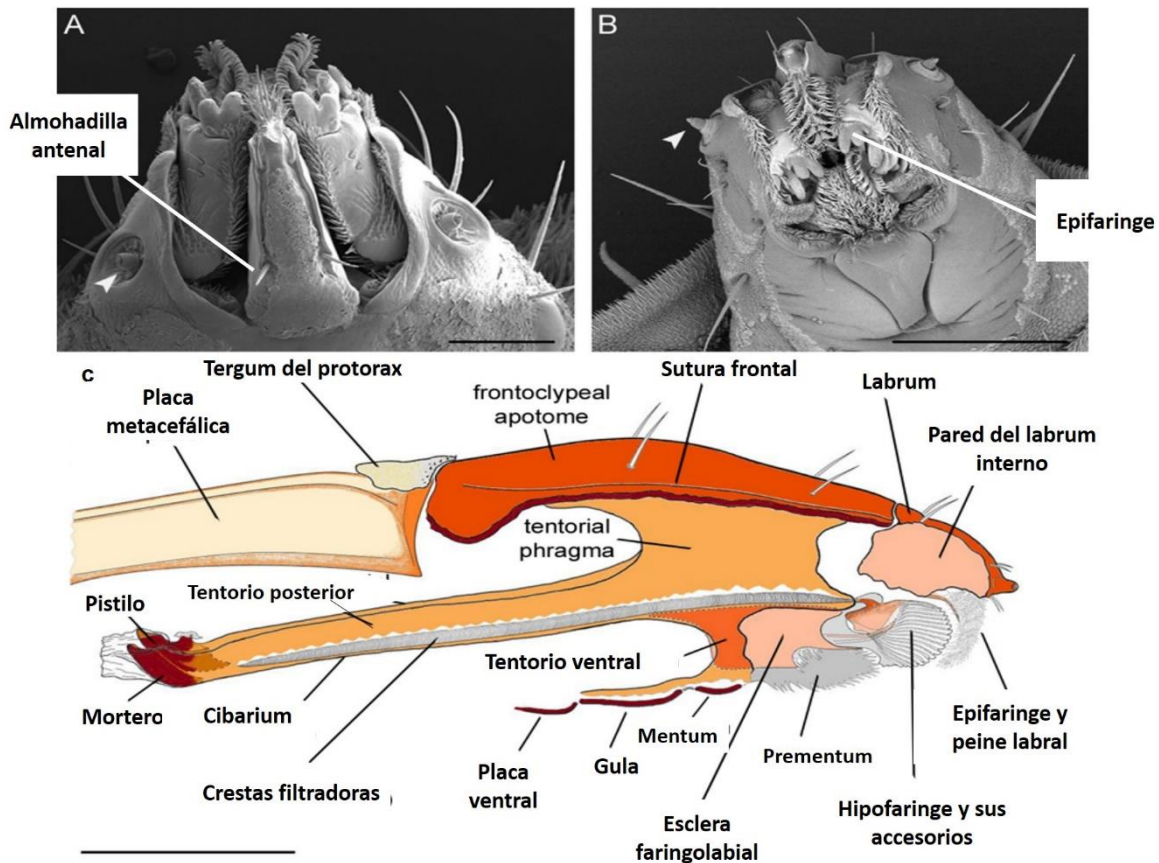 A
B
Almohadilla
antenal
Epifaringe
c
Tergum del protorax
Placa
metacefálica
frontoclypeal
apotome
Sutura frontal
Labrum
Pared del labrum
interno
tentorial
phragma
Tentorio posterior
Pistilo
Tentorio ventral
Mortero
Cibarium
Mentum
Prementum
Epifaringe y
peine labral
Crestas filtradoras
Placa
ventral
Gula
Esclera
faringolabial
Hipofaringe y sus
accesorios